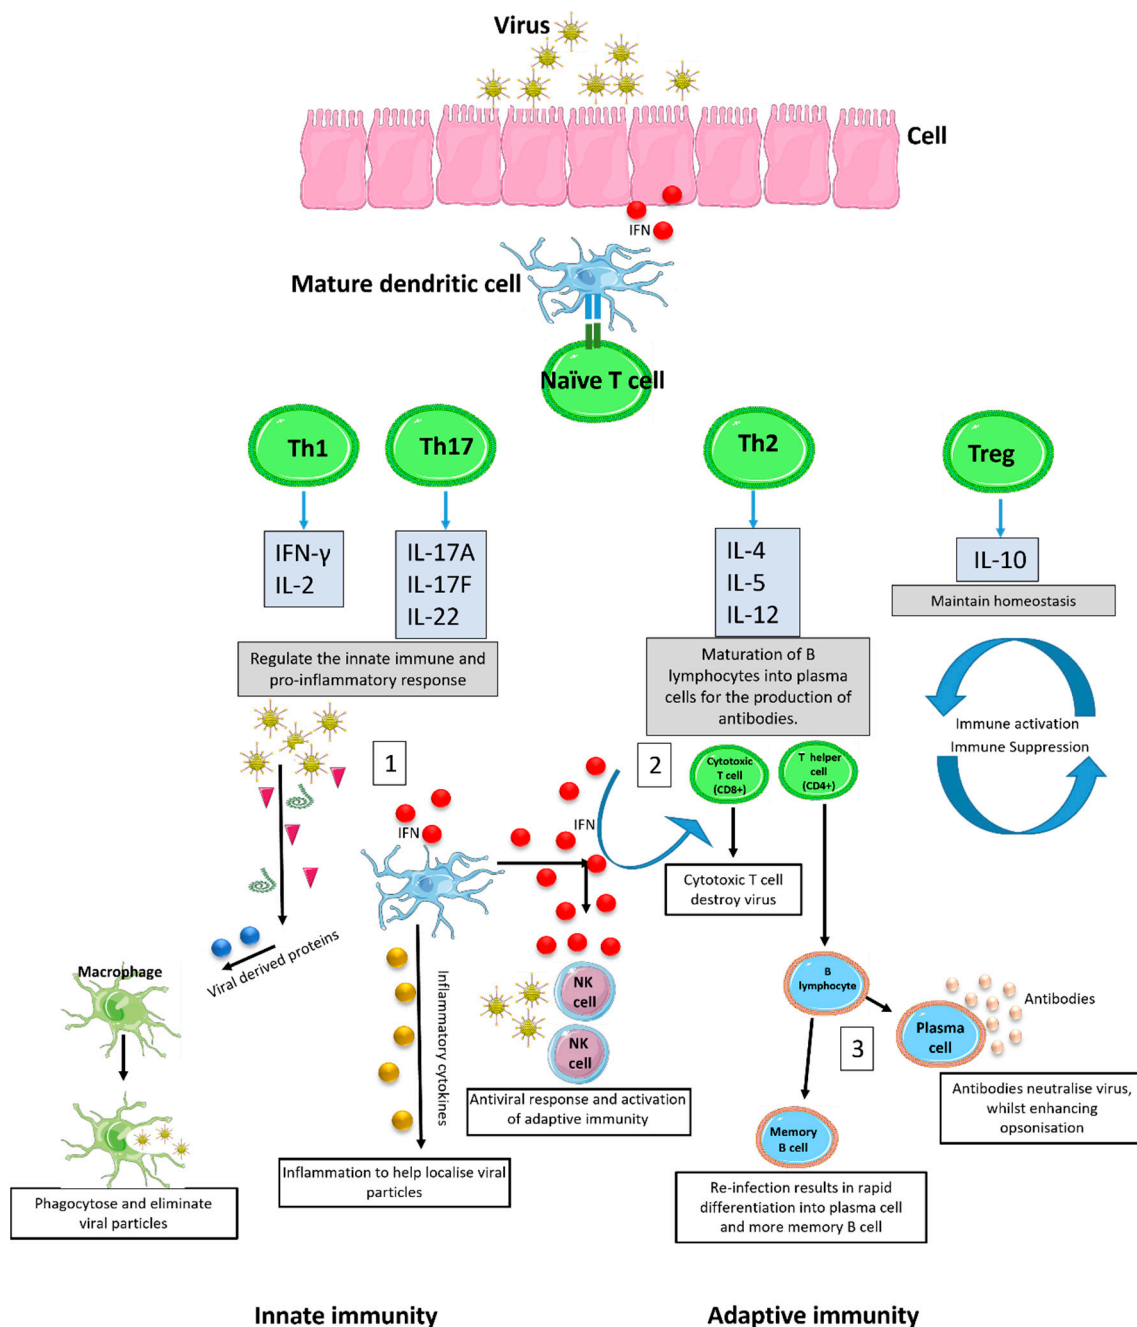 Virus
Cell
IFN
Mature dendritic cell
Naïve T cell
Th1
Th17
Th2
Treg
IFN-γ
IL-2
IL-17A
IL-17F
IL-22
IL-4
IL-5
IL-12
IL-10
Maintain homeostasis
Regulate the innate immune and
pro-inflammatory response
Maturation of B
lymphocytes into plasma
cells for the production of
antibodies.
Immune activation
Immune Suppression
1
2
Cytotoxic
T cell
(CD8+)
T helper
cell
(CD4+)
IFN
IFN
Cytotoxic T cell
destroy virus
Viral derived proteins
Macrophage
Inflammatory cytokines
NK
cell
NK
cell
B
lymphocyte
Antibodies
Plasma
cell
3
Antiviral response and activation
of adaptive immunity
Antibodies neutralise virus,
whilst enhancing
opsonisation
Memory
B cell
Inflammation to help localise viral
particles
Phagocytose and eliminate
viral particles
Re-infection results in rapid
differentiation into plasma cell
and more memory B cell
Innate immunity
Adaptive immunity